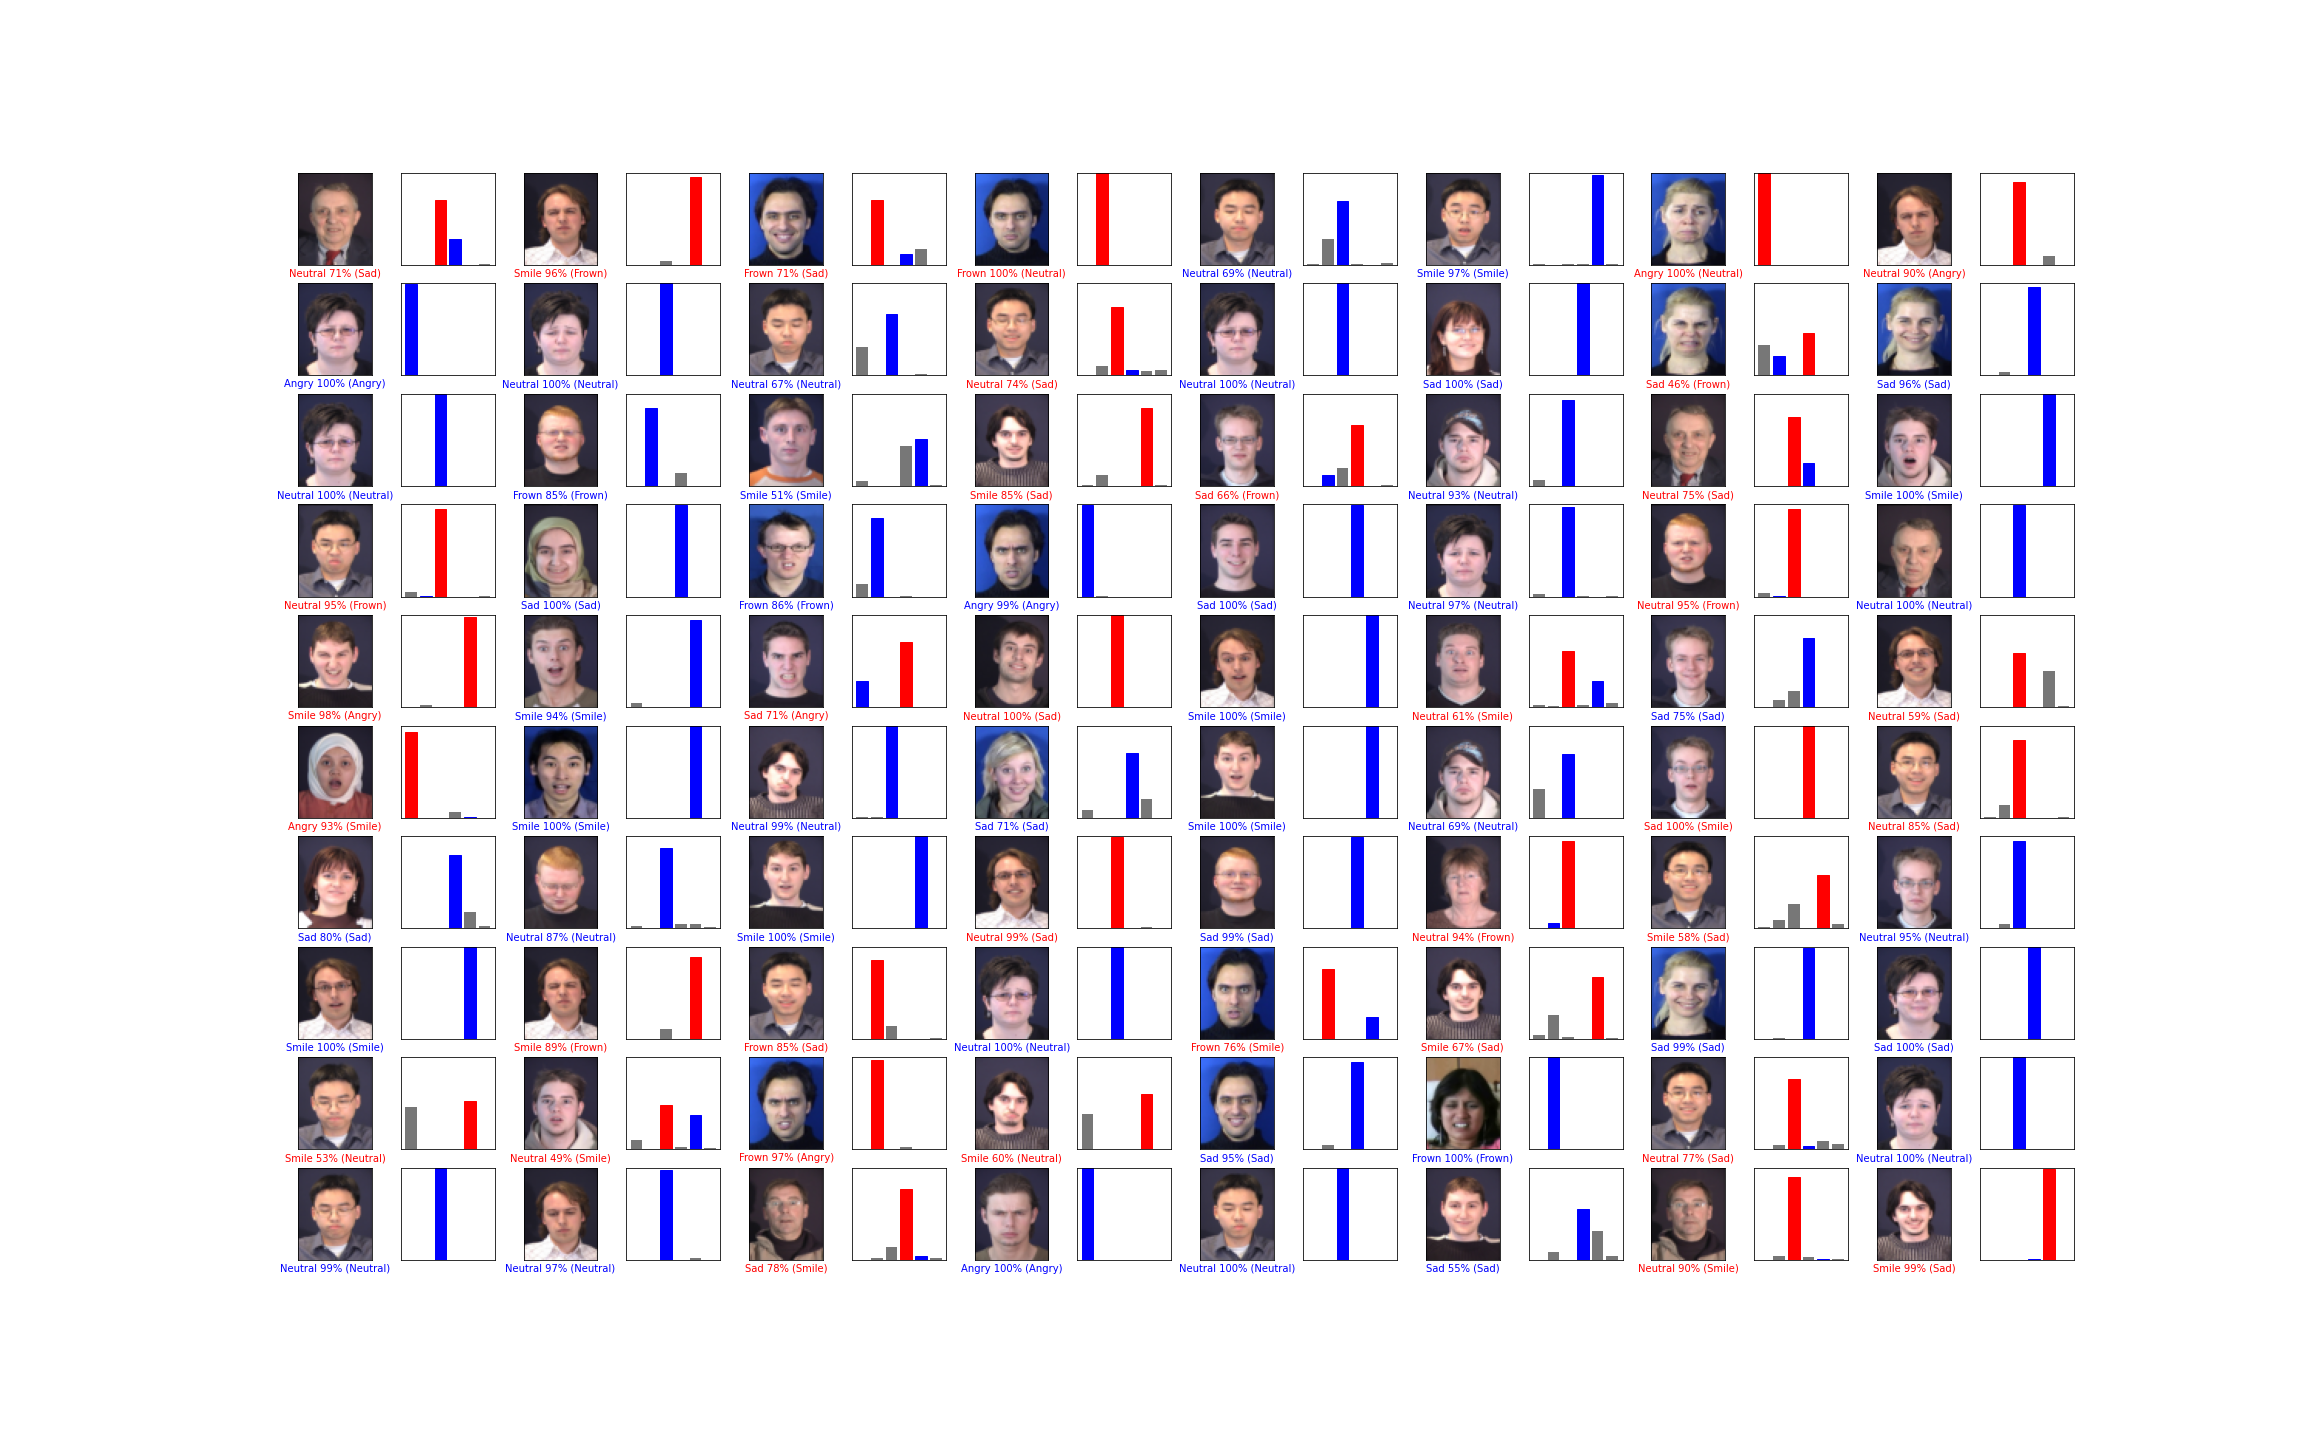 Neutral 71% (Sad)
Smile 96% (Frown)
Frown 71% (Sad)
Frown 100% (Neutral)
Neutral 69% (Neutral)
Smile 97% (Smile)
Angry 100% (Neutral)
Neutral 90% (Angry)
Angry 100% (Angry)
Neutral 100% (Neutral)
Neutral 67% (Neutral)
Neutral 74% (Sad)
Neutral 100% (Neutral)
Sad 100% (Sad)
Sad 46% (Frown)
Sad 96% (Sad)
Neutral 100% (Neutral)
Frown 85% (Frown)
Smile 51% (Smile)
Smile 85% (Sad)
Sad 66% (Frown)
Neutral 93% (Neutral)
Neutral 75% (Sad)
Smile 100% (Smile)
Neutral 95% (Frown)
Sad 100% (Sad)
Frown 86% (Frown)
Angry 99% (Angry)
Sad 100% (Sad)
Neutral 97% (Neutral)
Neutral 95% (Frown)
Neutral 100% (Neutral)
Smile 98% (Angry)
Smile 94% (Smile)
Sad 71% (Angry)
Neutral 100% (Sad)
Smile 100% (Smile)
Neutral 61% (Smile)
Sad 75% (Sad)
Neutral 59% (Sad)
Angry 93% (Smile)
Smile 100% (Smile)
Neutral 99% (Neutral)
Sad 71% (Sad)
Smile 100% (Smile)
Neutral 69% (Neutral)
Sad 100% (Smile)
Neutral 85% (Sad)
Sad 80% (Sad)
Neutral 87% (Neutral)
Smile 100% (Smile)
Neutral 99% (Sad)
Sad 99% (Sad)
Neutral 94% (Frown)
Smile 58% (Sad)
Neutral 95% (Neutral)
Smile 100% (Smile)
Smile 89% (Frown)
Frown 85% (Sad)
Neutral 100% (Neutral)
Frown 76% (Smile)
Smile 67% (Sad)
Sad 99% (Sad)
Sad 100% (Sad)
Smile 53% (Neutral)
Neutral 49% (Smile)
Frown 97% (Angry)
Smile 60% (Neutral)
Sad 95% (Sad)
Frown 100% (Frown)
Neutral 77% (Sad)
Neutral 100% (Neutral)
Neutral 99% (Neutral)
Neutral 97% (Neutral)
Sad 78% (Smile)
Angry 100% (Angry)
Neutral 100% (Neutral)
Sad 55% (Sad)
Neutral 90% (Smile)
Smile 99% (Sad)